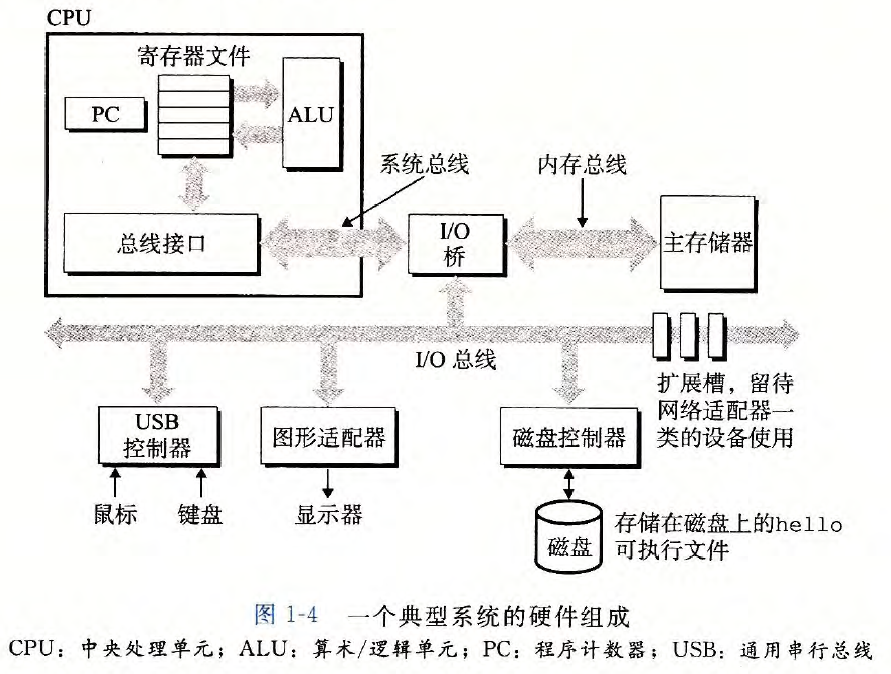 CPU
寄存器文件
PC
ALU
系统总线
内存总线
总线接口
I/O
桥
主存储器
I/O 总线
扩展槽，留待
网络适配器一
类的设备使用
USB
控制器
图形适配器
磁盘控制器
鼠标
键盘
显示器
磁盘
存储在磁盘上的hello
可执行文件
图 1-4 一个典型系统的硬件组成
CPU：中央处理单元；ALU：算术/逻辑单元；PC：程序计数器；USB：通用串行总线